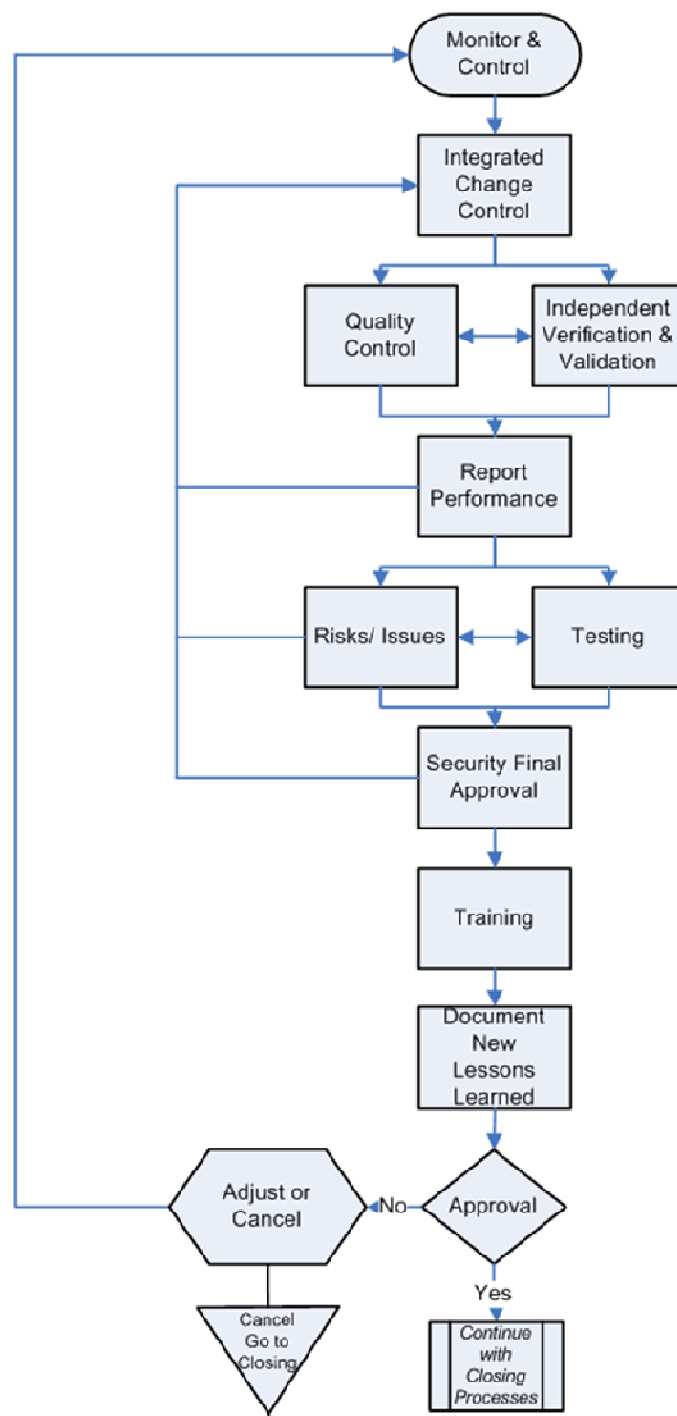 Monitor &
Control
Integrated
Change
Control
Quality
Control
Independent
Verification &
Validation
Report
Performance
Risks/ Issues
Testing
Security Final
Approval
Training
Document
New
Lessons
Learned
Adjust or
Cancel
No
Approval
Yes
Cancel
Go to
Closing
Continue
with
Closing
Processes